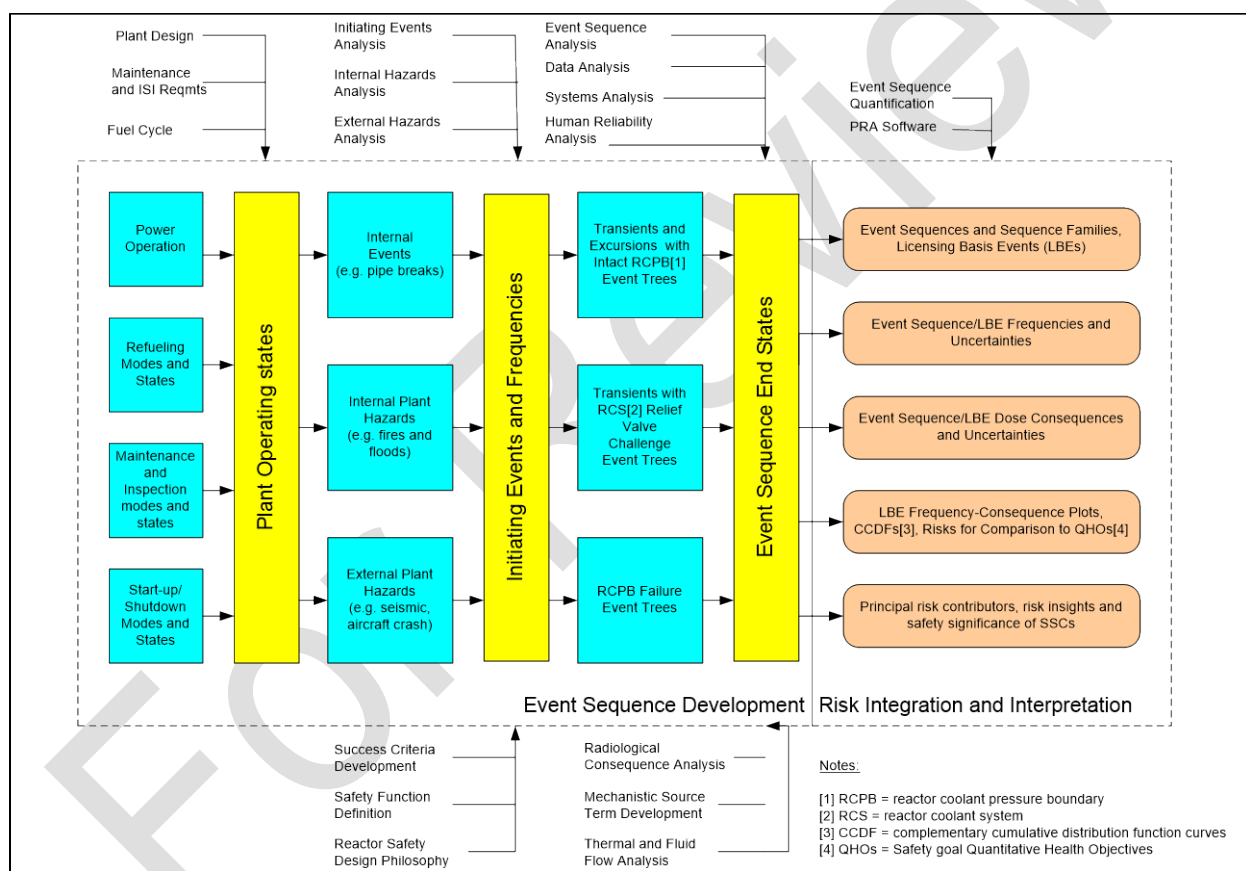 Plant Design
Maintenance
and ISI Reqmts
Fuel Cycle
Initiating Events
Analysis
Internal Hazards
Analysis
External Hazards
Analysis
Event Sequence
Analysis
Data Analysis
Systems Analysis
Human Reliability
Analysis
Event Sequence
Quantification
PRA Software
Power
Operation
Refueling
Modes and
States
Maintenance
and
Inspection
modes and
states
Start-up/
Shutdown
Modes and
States
Plant Operating states
Internal
Events
(e.g. pipe breaks)
Internal Plant
Hazards
(e.g. fires and
floods)
External Plant
Hazards
(e.g. seismic,
aircraft crash)
Initiating Events and Frequencies
Transients and
Excursions with
Intact RCPB[1]
Event Trees
Transients with
RCS[2] Relief
Valve
Challenge
Event Trees
RCPB Failure
Event Trees
Event Sequence End States
Event Sequences and Sequence Families,
Licensing Basis Events (LBEs)
Event Sequence/LBE Frequencies and
Uncertainties
Event Sequence/LBE Dose Consequences
and Uncertainties
LBE Frequency-Consequence Plots,
CCDFs[3], Risks for Comparison to QHOs[4]
Principal risk contributors, risk insights and
safety significance of SSCs
Event Sequence Development
Risk Integration and Interpretation
Success Criteria
Development
Safety Function
Definition
Reactor Safety
Design Philosophy
Radiological
Consequence Analysis
Mechanistic Source
Term Development
Thermal and Fluid
Flow Analysis
Notes:
[1] RCPB = reactor coolant pressure boundary
[2] RCS = reactor coolant system
[3] CCDF = complementary cumulative distribution function curves
[4] QHOs = Safety goal Quantitative Health Objectives
For Review